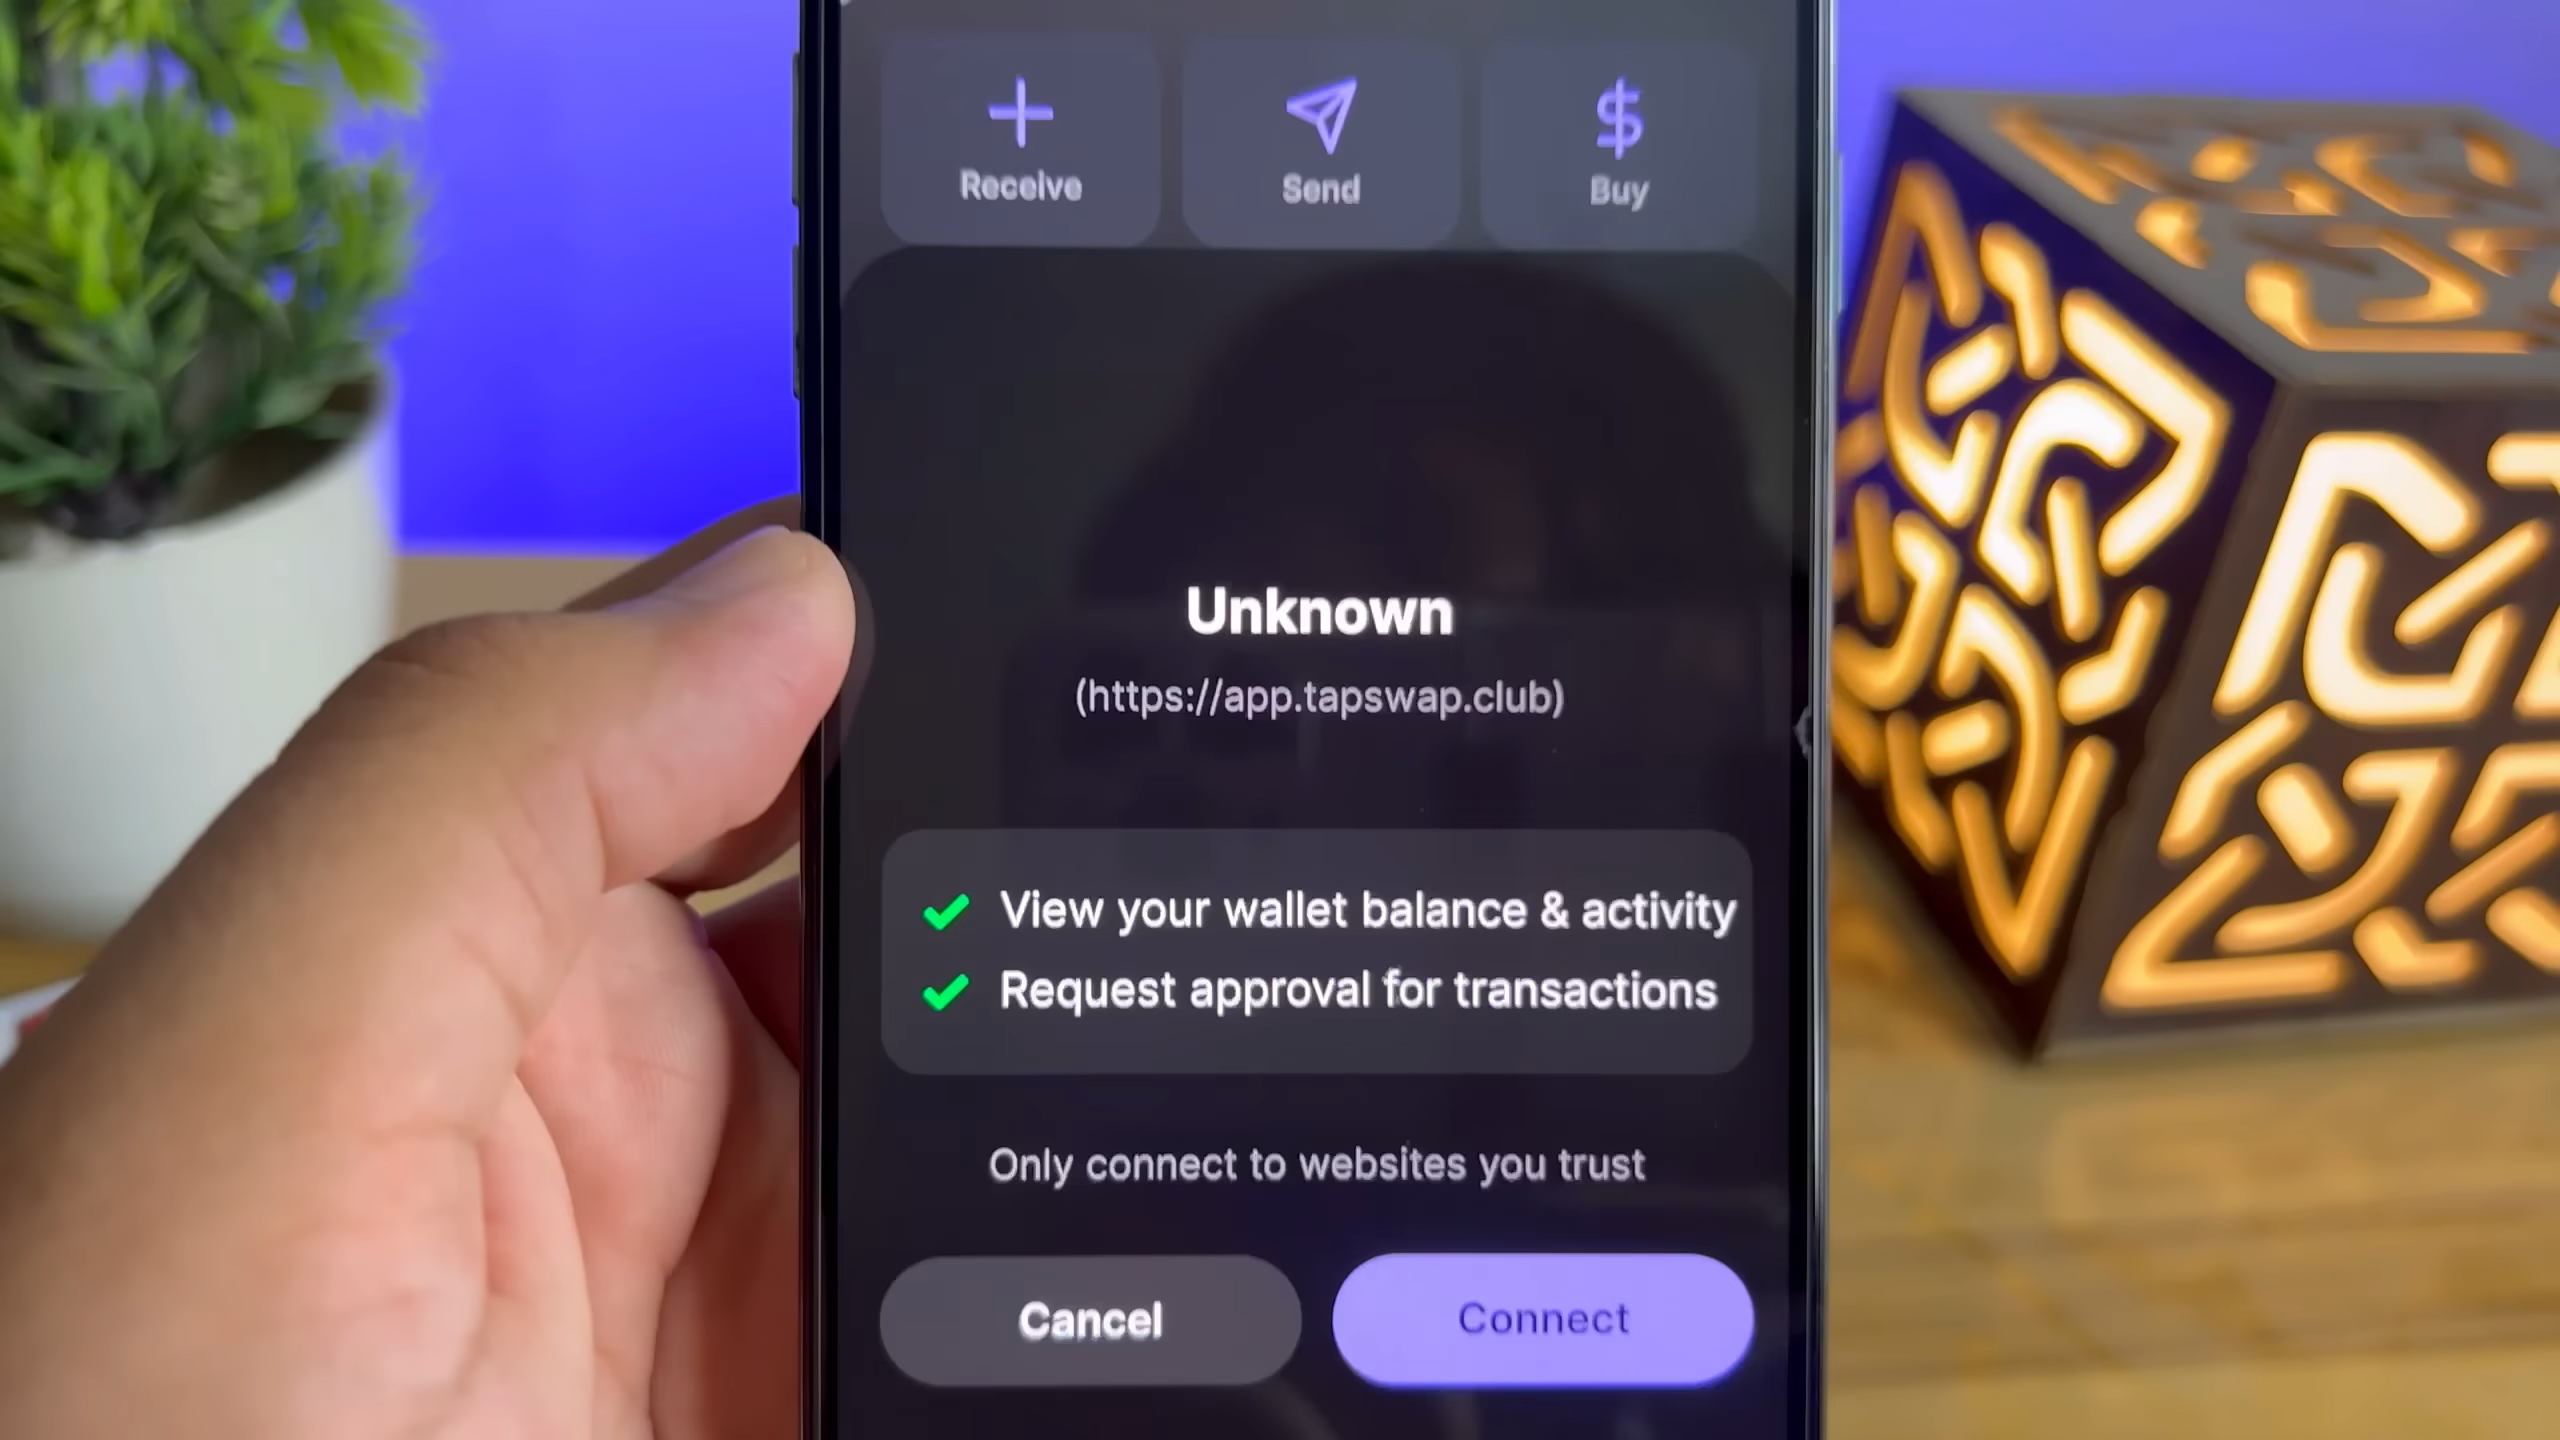 Receive
Send
Buy
Unknown
(https://app.tapswap.club)
View your wallet balance & activity
Request approval for transactions
Only connect to websites you trust
Cancel
Connect